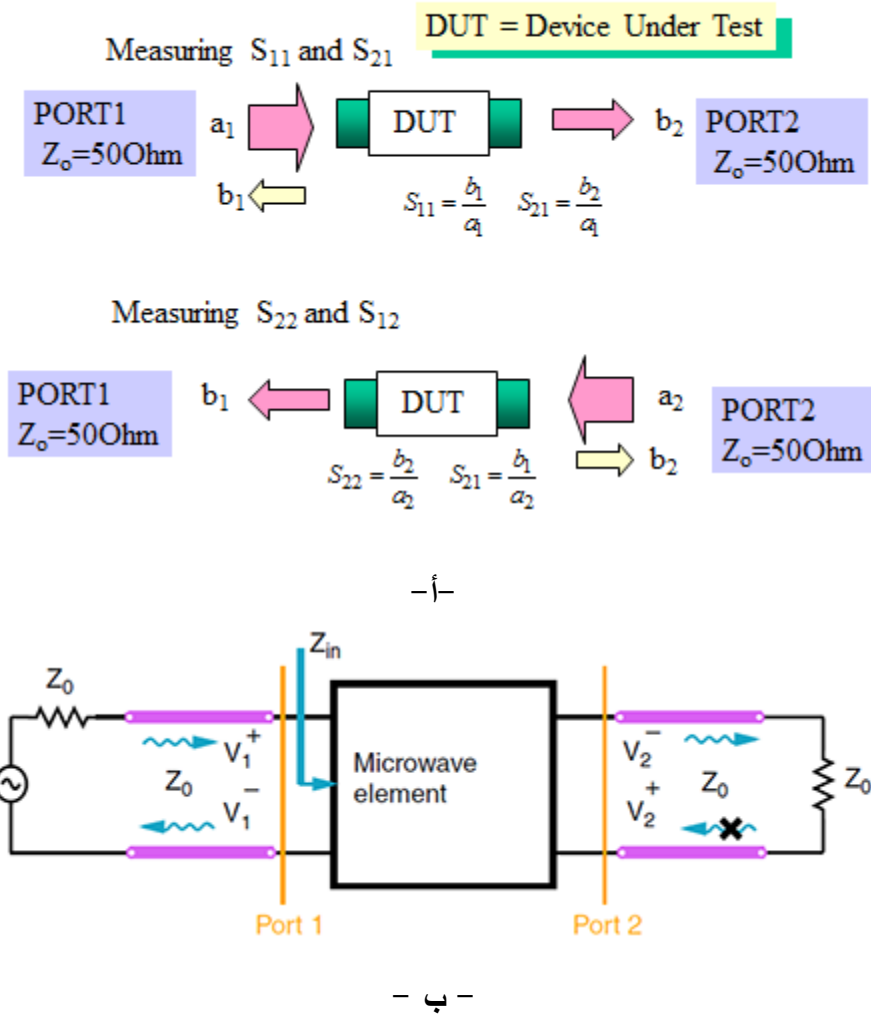 DUT = Device Under Test
Measuring S₁₁ and S₂₁
PORT1
Zₒ=50Ohm
a₁
b₁
DUT
b₂
PORT2
Zₒ=50Ohm
S₁₁ = b₁/a₁ S₂₁ = b₂/a₁
Measuring S₂₂ and S₁₂
PORT1
Zₒ=50Ohm
b₁
DUT
a₂
b₂
PORT2
Zₒ=50Ohm
S₂₂ = b₂/a₂ S₂₁ = b₁/a₂
-أ-
Z₀
Zin
V₁⁺
Z₀
V₁⁻
Microwave
element
V₂⁻
V₂⁺
Z₀
Z₀
Port 1
Port 2
- ب -